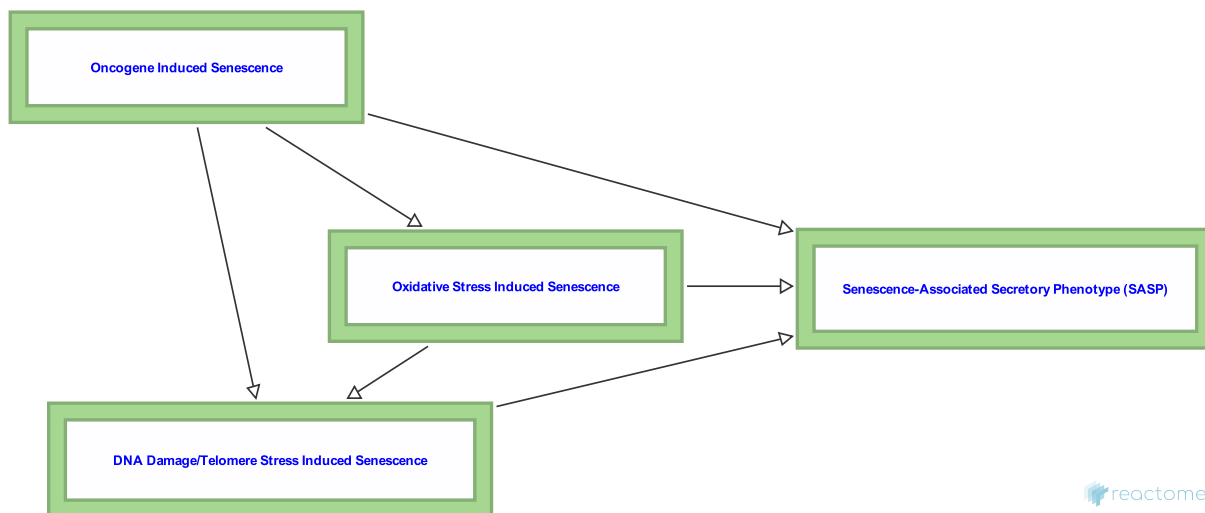 Oncogene Induced Senescence
Oxidative Stress Induced Senescence
Senescence-Associated Secretory Phenotype (SASP)
DNA Damage/Telomere Stress Induced Senescence
reactome